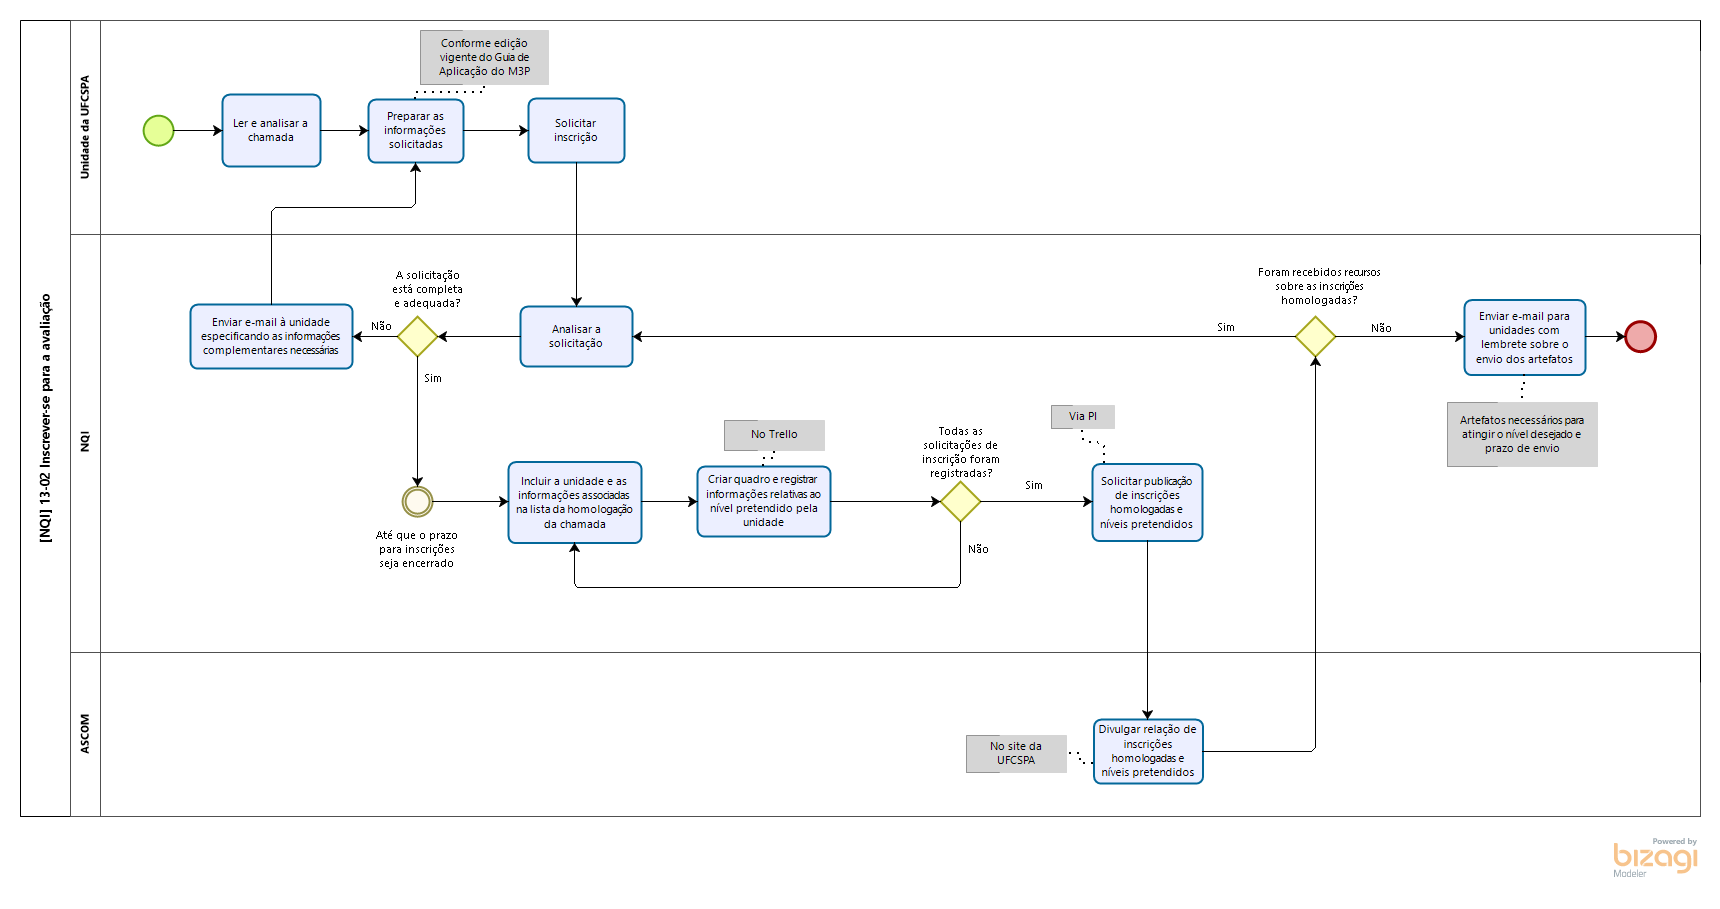 [NQI] 13-02 Inscrever-se para a avaliação
Unidade da UFCSPA
Conforme edição
vigente do Guia de
Aplicação do M3P
Ler e analisar a
chamada
Preparar as
informações
solicitadas
Solicitar
inscrição
NQI
A solicitação
está completa
e adequada?
Enviar e-mail à unidade
especificando as informações
complementares necessárias
Não
Sim
Analisar a
solicitação
Foram recebidos recursos
sobre as inscrições
homologadas?
Sim
Não
Enviar e-mail para
unidades com
lembrete sobre o
envio dos artefatos
Artefatos necessários para
atingir o nível desejado e
prazo de envio
Até que o prazo
para inscrições
seja encerrado
Incluir a unidade e as
informações associadas
na lista da homologação
da chamada
No Trello
Criar quadro e registrar
informações relativas ao
nível pretendido pela
unidade
Todas as
solicitações de
inscrição foram
registradas?
Sim
Não
Via PI
Solicitar publicação
de inscrições
homologadas e
níveis pretendidos
ASCOM
No site da
UFCSPA
Divulgar relação de
inscrições
homologadas e
níveis pretendidos
Powered by
bizagi
Modeler